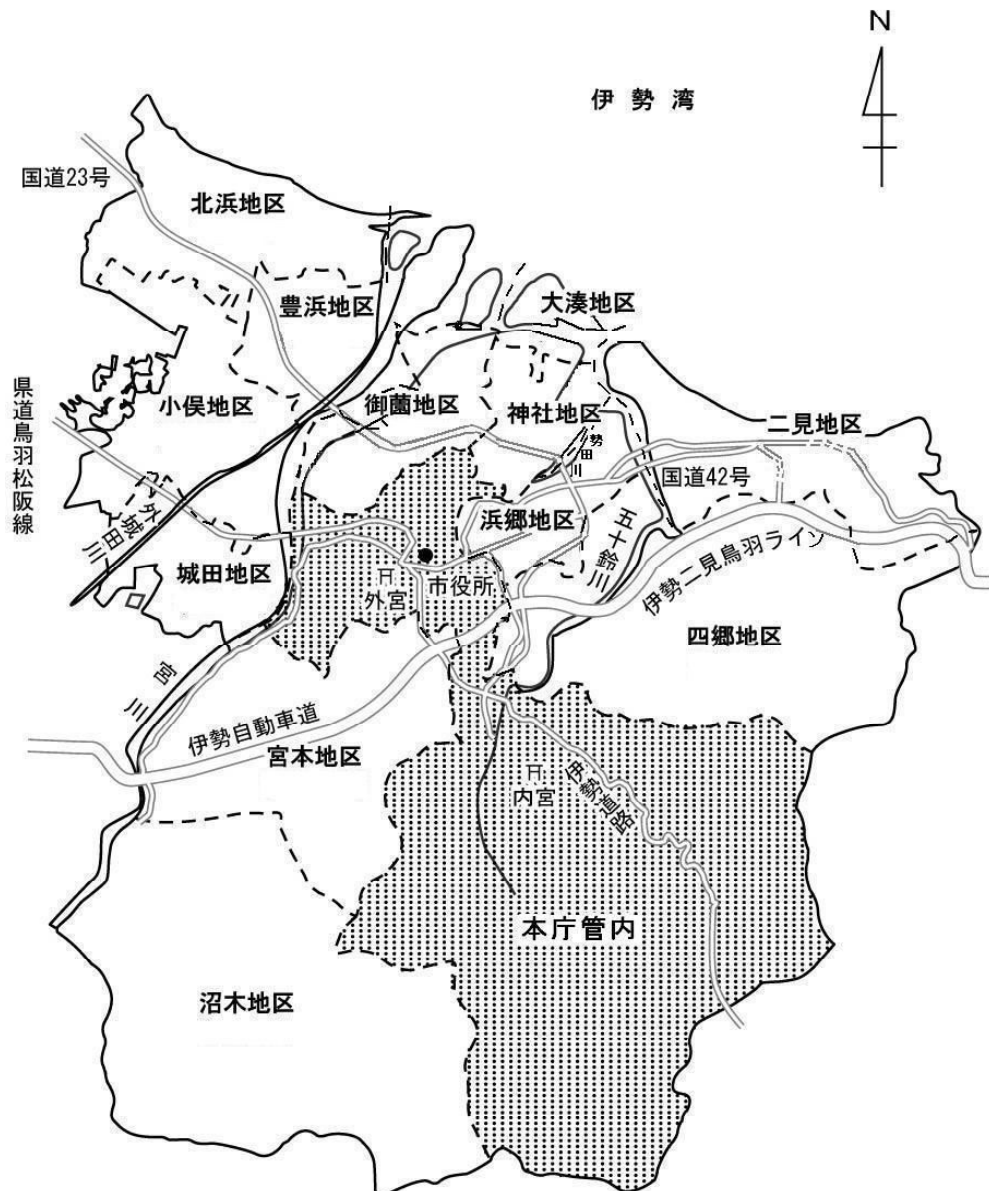 N
伊勢湾
国道23号
北浜地区
豊浜地区
大湊地区
県道鳥羽松阪線
小俣地区
御薗地区
神社地区
勢田川
二見地区
国道42号
外城田川
浜郷地区
五十鈴川
城田地区
市役所
外宮
伊勢二見鳥羽ライン
四郷地区
宮川
伊勢自動車道
宮本地区
内宮
伊勢道路
本庁管内
沼木地区